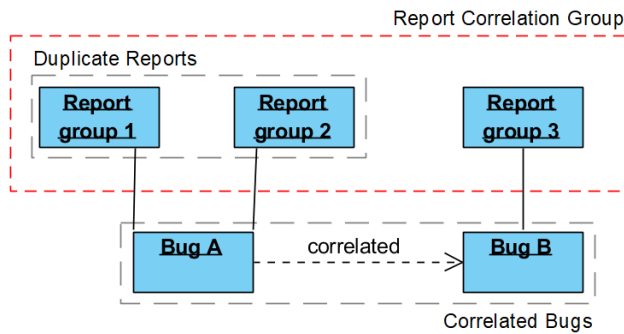 Report Correlation Group
Duplicate Reports
Report
group 1
Report
group 2
Report
group 3
Bug A
correlated
Bug B
Correlated Bugs